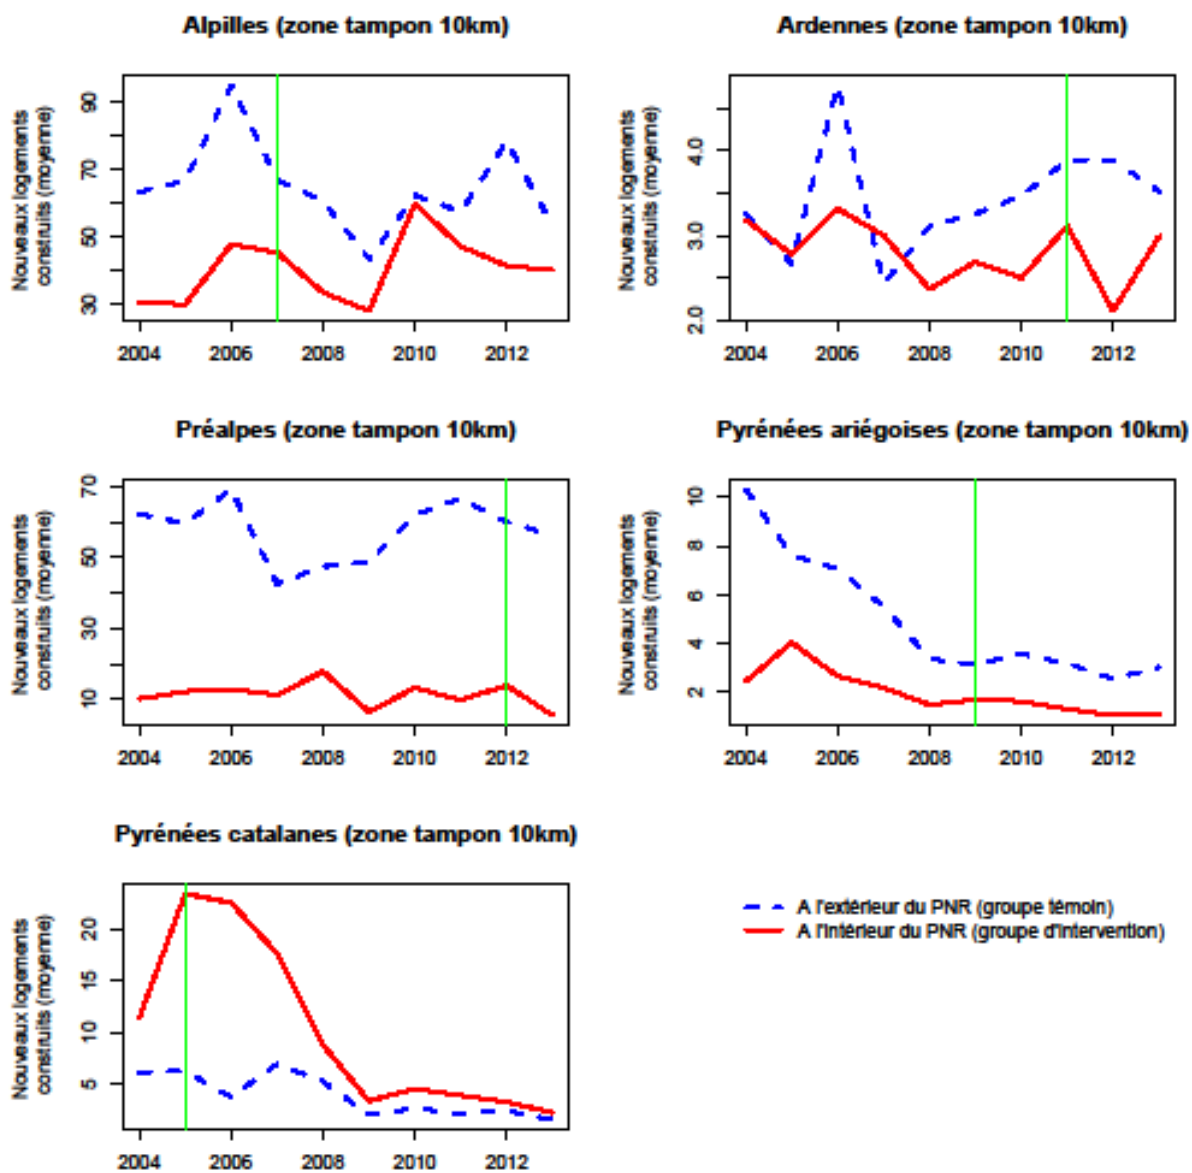 Alpilles (zone tampon 10km)
Nouveaux logements
construits (moyenne)
90
70
50
30
2004 2006 2008 2010 2012
Ardennes (zone tampon 10km)
Nouveaux logements
construits (moyenne)
4.0
3.0
2.0
2004 2006 2008 2010 2012
Préalpes (zone tampon 10km)
Nouveaux logements
construits (moyenne)
70
50
30
10
2004 2006 2008 2010 2012
Pyrénées ariégoises (zone tampon 10km)
Nouveaux logements
construits (moyenne)
10
8
6
4
2
2004 2006 2008 2010 2012
Pyrénées catalanes (zone tampon 10km)
Nouveaux logements
construits (moyenne)
20
15
10
5
2004 2006 2008 2010 2012
A l'extérieur du PNR (groupe témoin)
A l'intérieur du PNR (groupe d'intervention)